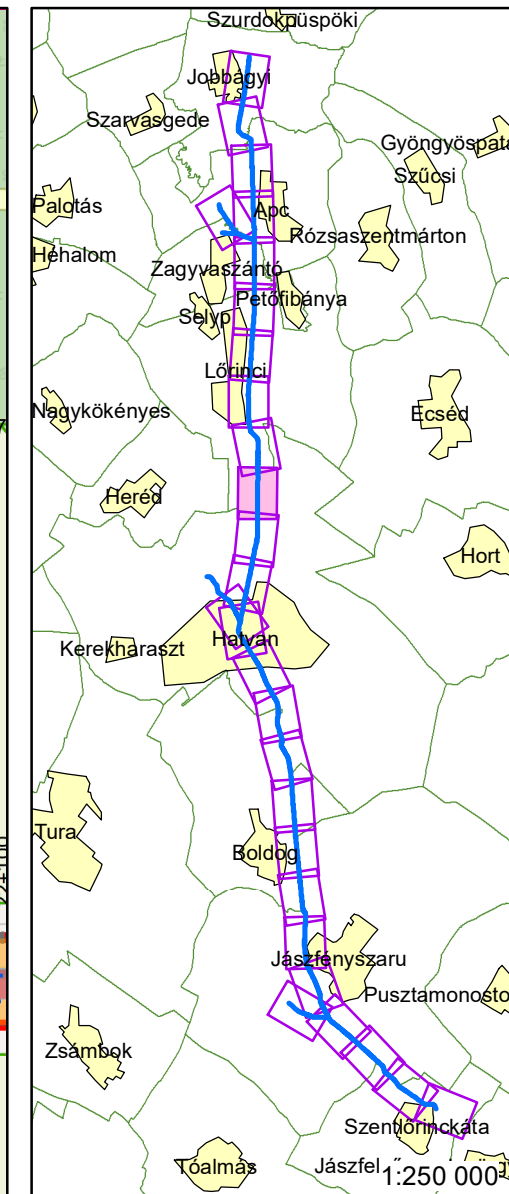 Szurdokpüspöki
Jobbágyi
Szarvasgede
Gyöngyöspata
Szűcsi
Palotás
Apc
Rózsaszentmárton
Héhalom
Zagyvaszántó
Petőfibánya
Selyp
Lőrinci
Nagykökényes
Ecséd
Heréd
Hort
Hatvan
Kerekharaszt
Tura
Boldog
Jászfényszaru
Pusztamonosto
Zsámbok
Szentlőrinckáta
Tóalmás
Jászfel
1:250 000